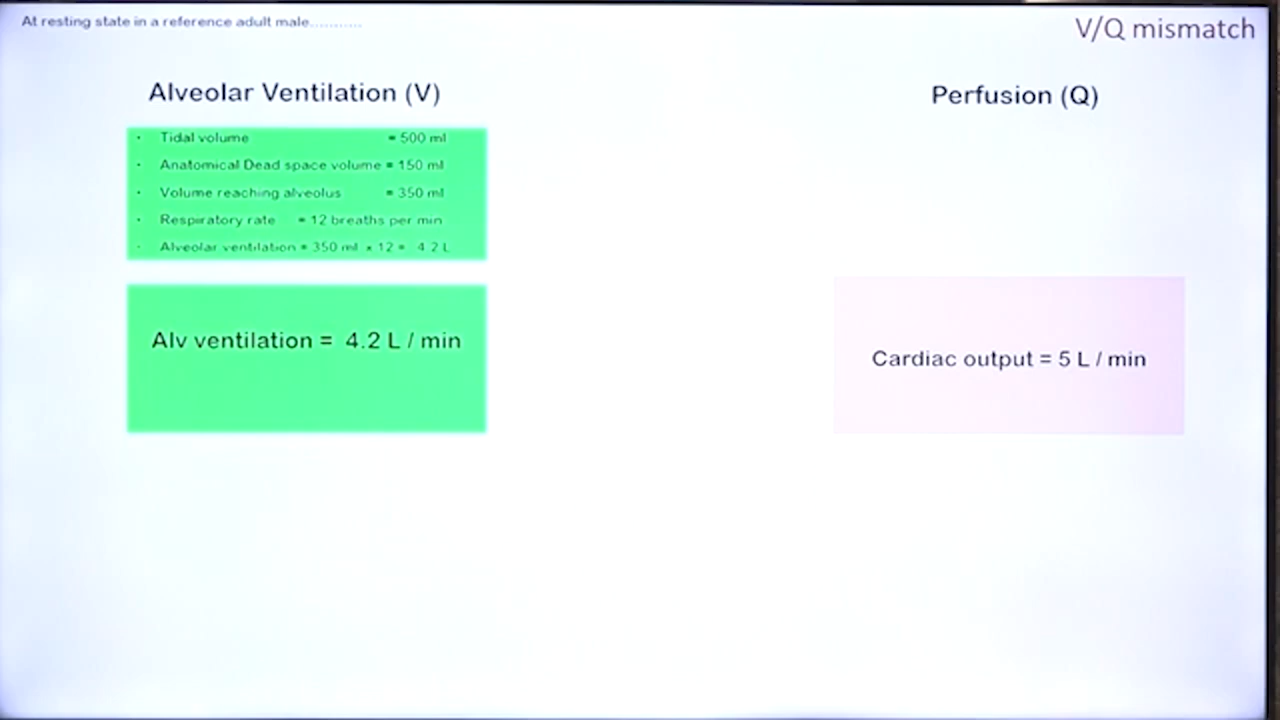 At resting state in a reference adult male...........
V/Q mismatch
Alveolar Ventilation (V)
• Tidal volume = 500 ml
• Anatomical Dead space volume = 150 ml
• Volume reaching alveolus = 350 ml
• Respiratory rate = 12 breaths per min
• Alveolar ventilation = 350 ml x 12 = 4.2 L
Alv ventilation = 4.2 L / min
Perfusion (Q)
Cardiac output = 5 L / min